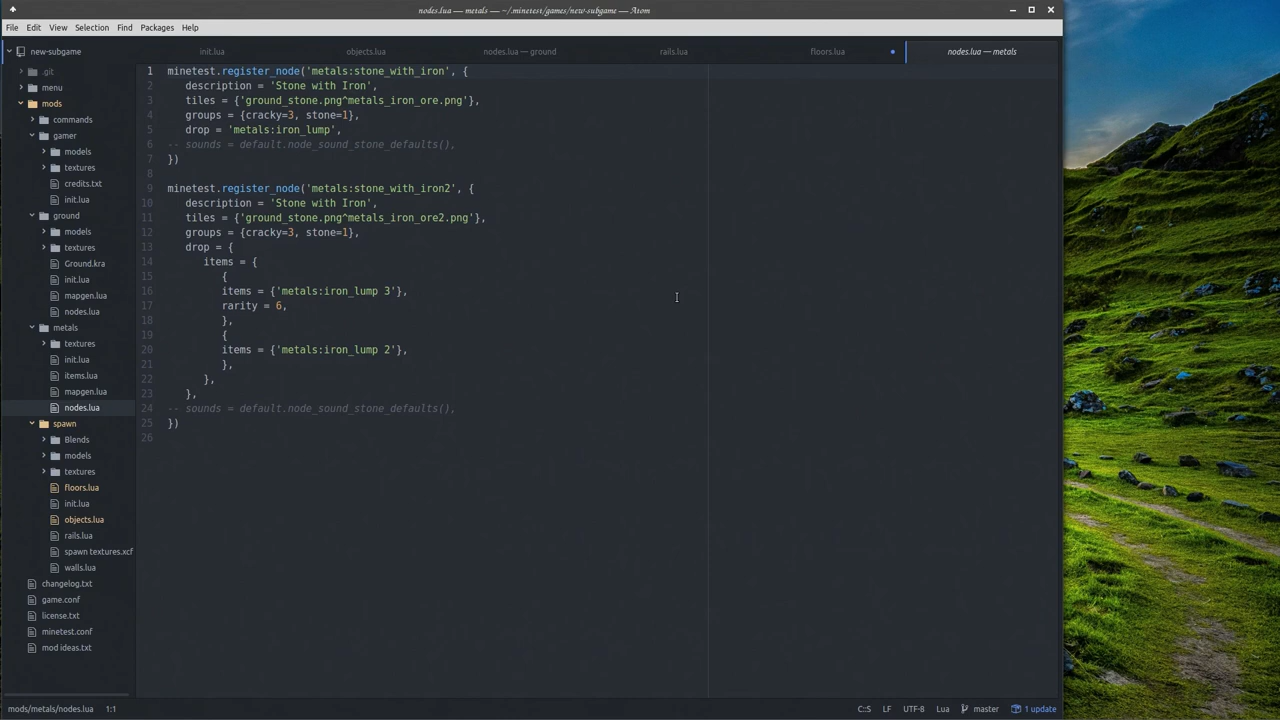 nodes.lua — metals — ~/.minetest/games/new-subgame — Atom
File Edit View Selection Find Packages Help
new-subgame
init.lua
objects.lua
nodes.lua — ground
rails.lua
floors.lua
nodes.lua — metals
.git
menu
mods
commands
gamer
models
textures
credits.txt
init.lua
ground
models
textures
Ground.kra
init.lua
mapgen.lua
nodes.lua
metals
textures
init.lua
items.lua
mapgen.lua
nodes.lua
spawn
Blends
models
textures
floors.lua
init.lua
objects.lua
rails.lua
spawn textures.xcf
walls.lua
changelog.txt
game.conf
license.txt
minetest.conf
mod ideas.txt
1 minetest.register_node('metals:stone_with_iron', {
2 description = 'Stone with Iron',
3 tiles = {'ground_stone.png^metals_iron_ore.png'},
4 groups = {cracky=3, stone=1},
5 drop = 'metals:iron_lump',
6 -- sounds = default.node_sound_stone_defaults(),
7 })
8
9 minetest.register_node('metals:stone_with_iron2', {
10 description = 'Stone with Iron',
11 tiles = {'ground_stone.png^metals_iron_ore2.png'},
12 groups = {cracky=3, stone=1},
13 drop = {
14 items = {
15 {
16 items = {'metals:iron_lump 3'},
17 rarity = 6,
18 },
19 {
20 items = {'metals:iron_lump 2'},
21 },
22 },
23 },
24 -- sounds = default.node_sound_stone_defaults(),
25 })
26
mods/metals/nodes.lua 1:1 C::S LF UTF-8 Lua master 1 update